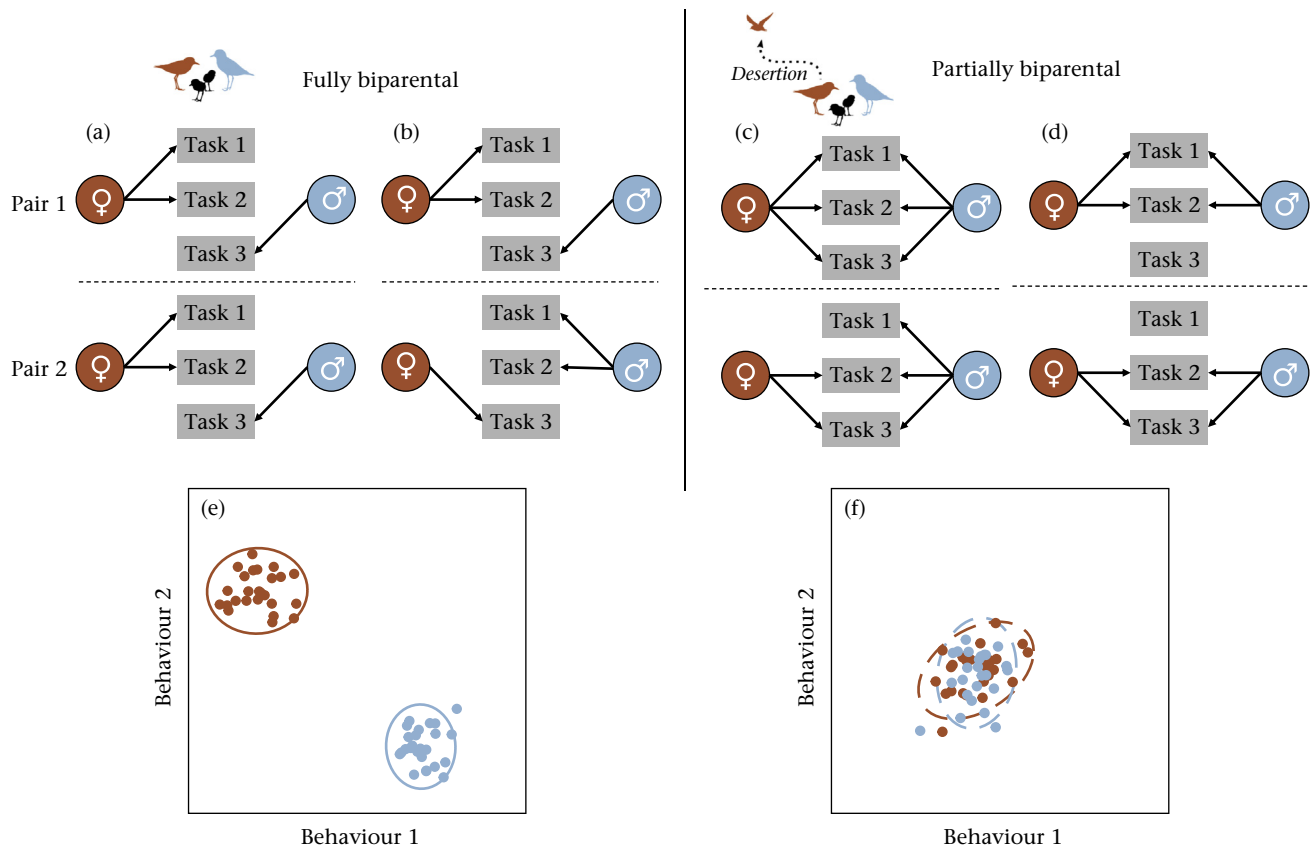 Fully biparental
Desertion
Partially biparental
(a)
(b)
(c)
(d)
Pair 1
♀
Task 1
Task 2
Task 3
♂
♀
Task 1
Task 2
Task 3
♂
♀
Task 1
Task 2
Task 3
♂
♀
Task 1
Task 2
Task 3
♂
Pair 2
♀
Task 1
Task 2
Task 3
♂
♀
Task 1
Task 2
Task 3
♂
♀
Task 1
Task 2
Task 3
♂
♀
Task 1
Task 2
Task 3
♂
(e)
Behaviour 2
Behaviour 1
(f)
Behaviour 2
Behaviour 1